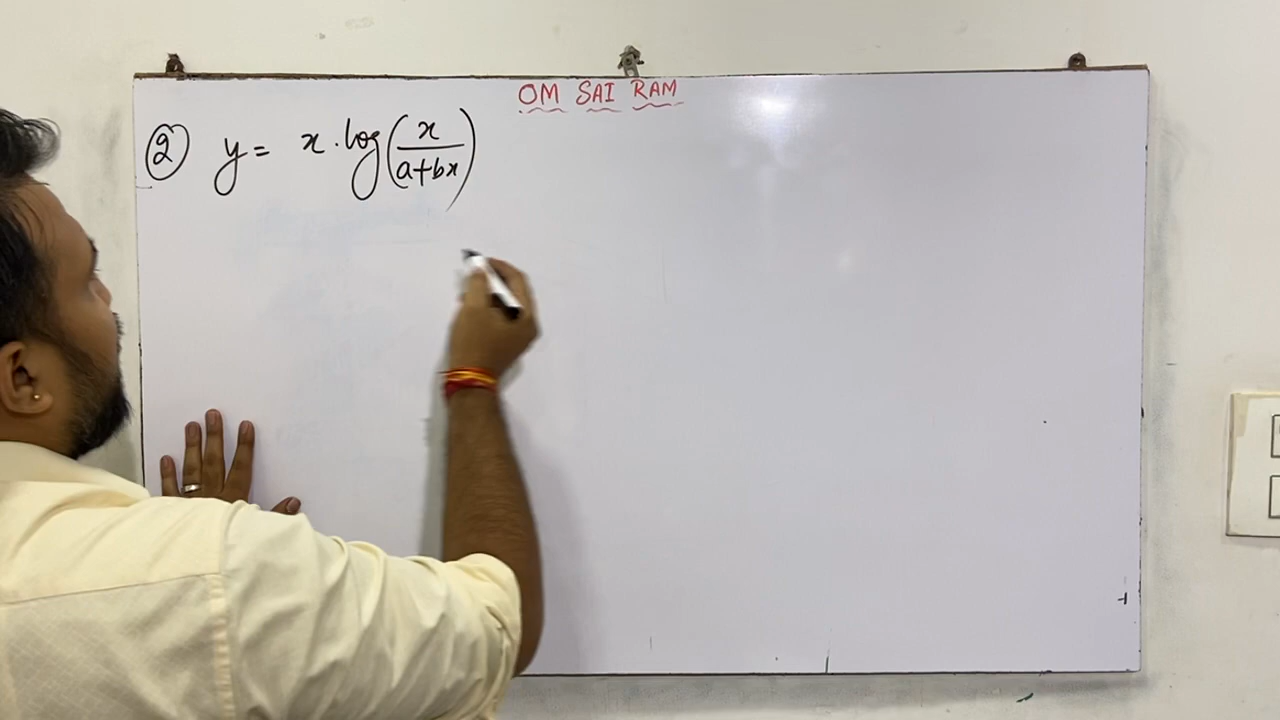 OM SAI RAM
② y = x · log(x/(a+bx))